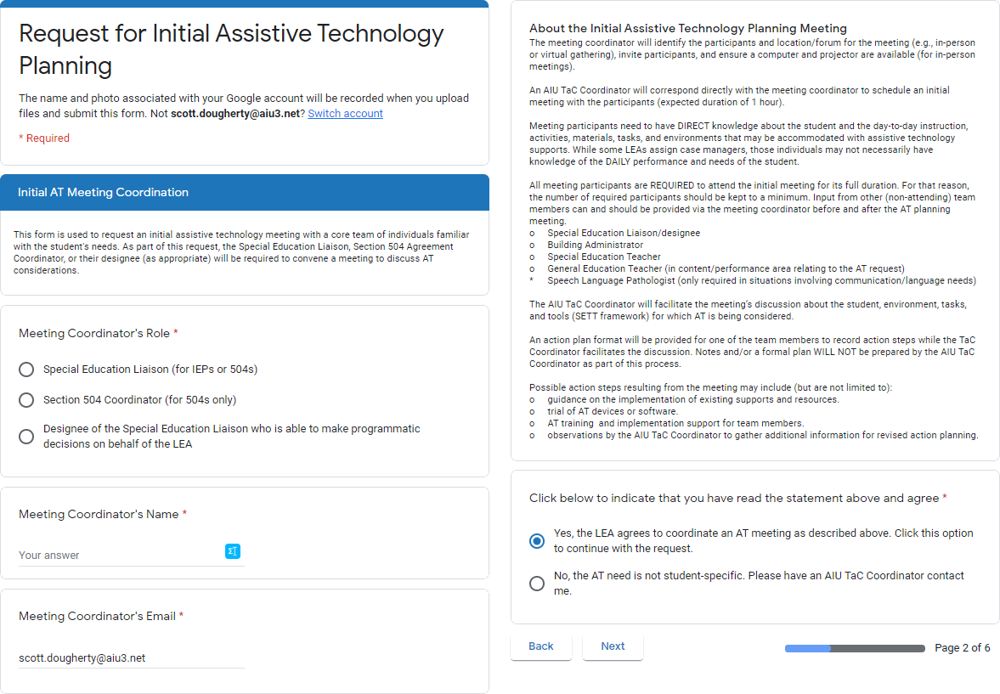 Request for Initial Assistive Technology
Planning
The name and photo associated with your Google account will be recorded when you upload
files and submit this form. Not scott.dougherty@aiu3.net? Switch account
* Required
Initial AT Meeting Coordination
This form is used to request an initial assistive technology meeting with a core team of individuals familiar
with the student's needs. As part of this request, the Special Education Liaison, Section 504 Agreement
Coordinator, or their designee (as appropriate) will be required to convene a meeting to discuss AT
considerations.
Meeting Coordinator's Role *
Special Education Liaison (for IEPs or 504s)
Section 504 Coordinator (for 504s only)
Designee of the Special Education Liaison who is able to make programmatic
decisions on behalf of the LEA
Meeting Coordinator's Name *
Your answer
Meeting Coordinator's Email *
scott.dougherty@aiu3.net
About the Initial Assistive Technology Planning Meeting
The meeting coordinator will identify the participants and location/forum for the meeting (e.g., in-person
or virtual gathering), invite participants, and ensure a computer and projector are available (for in-person
meetings).
An AIU TaC Coordinator will correspond directly with the meeting coordinator to schedule an initial
meeting with the participants (expected duration of 1 hour).
Meeting participants need to have DIRECT knowledge about the student and the day-to-day instruction,
activities, materials, tasks, and environments that may be accommodated with assistive technology
supports. While some LEAs assign case managers, those individuals may not necessarily have
knowledge of the DAILY performance and needs of the student.
All meeting participants are REQUIRED to attend the initial meeting for its full duration. For that reason,
the number of required participants should be kept to a minimum. Input from other (non-attending) team
members can and should be provided via the meeting coordinator before and after the AT planning
meeting.
o Special Education Liaison/designee
o Building Administrator
o Special Education Teacher
o General Education Teacher (in content/performance area relating to the AT request)
* Speech Language Pathologist (only required in situations involving communication/language needs)
The AIU TaC Coordinator will facilitate the meeting's discussion about the student, environment, tasks,
and tools (SETT framework) for which AT is being considered.
An action plan format will be provided for one of the team members to record action steps while the TaC
Coordinator facilitates the discussion. Notes and/or a formal plan WILL NOT be prepared by the AIU TaC
Coordinator as part of this process.
Possible action steps resulting from the meeting may include (but are not limited to):
o guidance on the implementation of existing supports and resources.
o trial of AT devices or software.
o AT training and implementation support for team members.
o observations by the AIU TaC Coordinator to gather additional information for revised action planning.
Click below to indicate that you have read the statement above and agree *
Yes, the LEA agrees to coordinate an AT meeting as described above. Click this option
to continue with the request.
No, the AT need is not student-specific. Please have an AIU TaC Coordinator contact
me.
Back Next Page 2 of 6